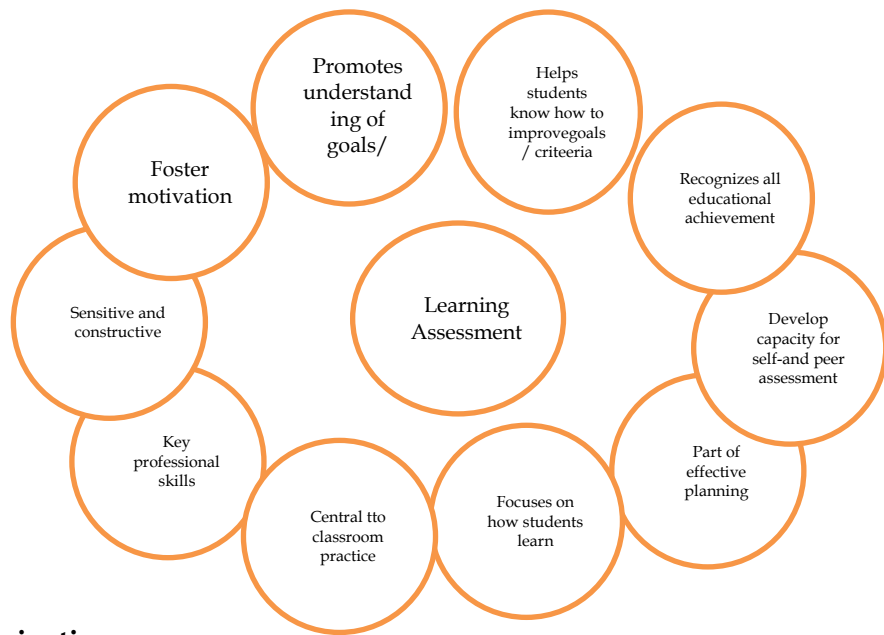 Promotes
understand
ing of
goals/
Helps
students
know how to
improvegoals
/ criteeria
Foster
motivation
Recognizes all
educational
achievement
Learning
Assessment
Sensitive and
constructive
Develop
capacity for
self-and peer
assessment
Key
professional
skills
Part of
effective
planning
Central tto
classroom
practice
Focuses on
how students
learn